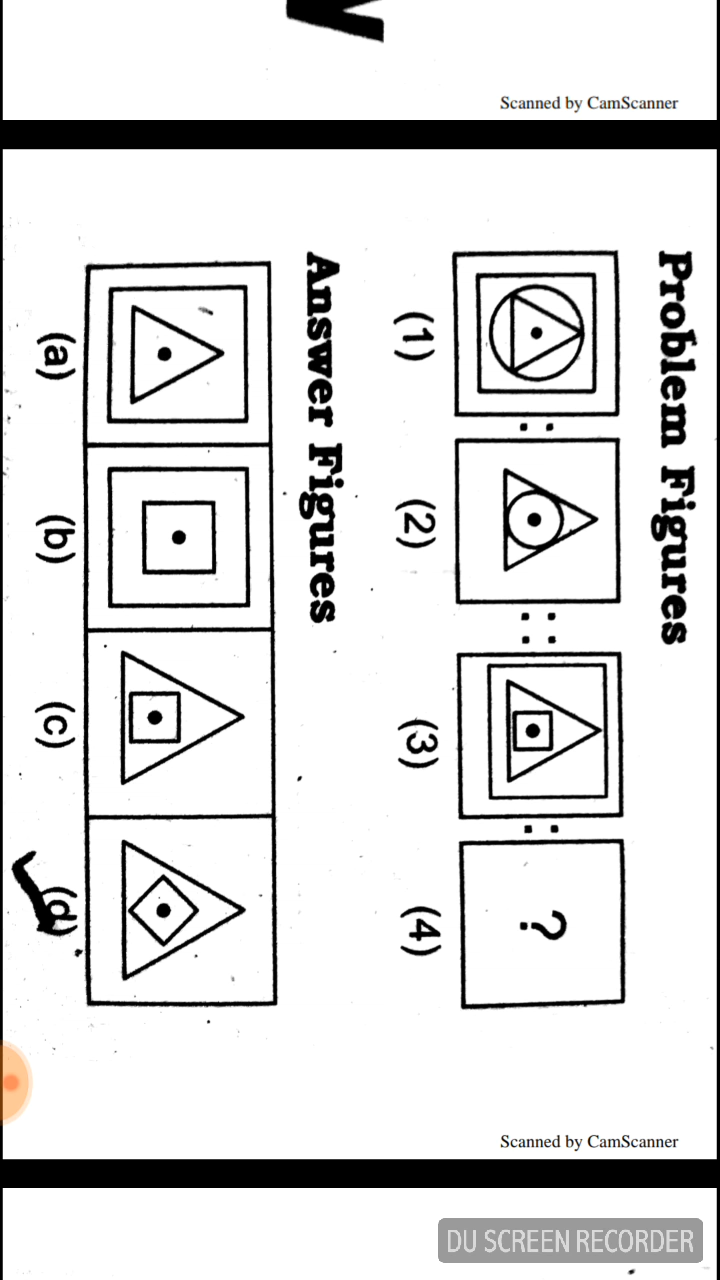 Scanned by CamScanner
Problem Figures
(1) : (2) :: (3) : (4)
?
Answer Figures
(a) (b) (c) (d)
Scanned by CamScanner
DU SCREEN RECORDER